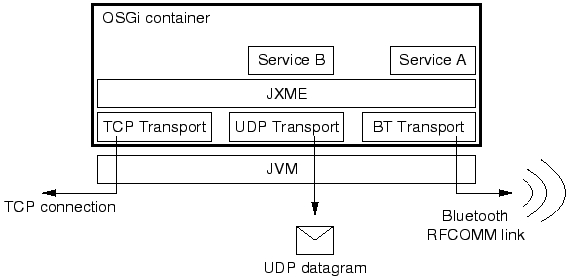 OSGi container
Service B
Service A
JXME
TCP Transport
UDP Transport
BT Transport
JVM
TCP connection
Bluetooth
RFCOMM link
UDP datagram